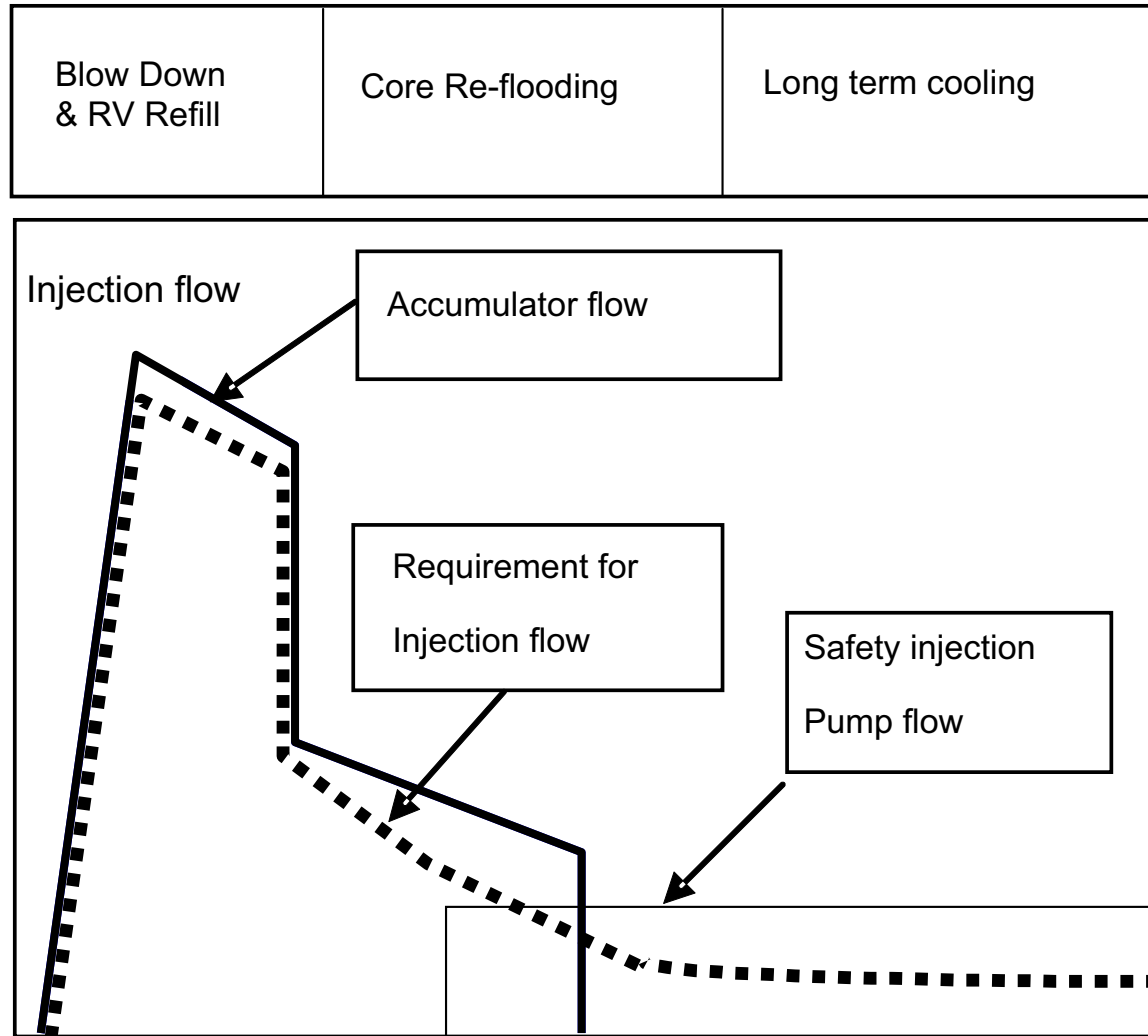 Blow Down
& RV Refill
Core Re-flooding
Long term cooling
Injection flow
Accumulator flow
Requirement for
Injection flow
Safety injection
Pump flow